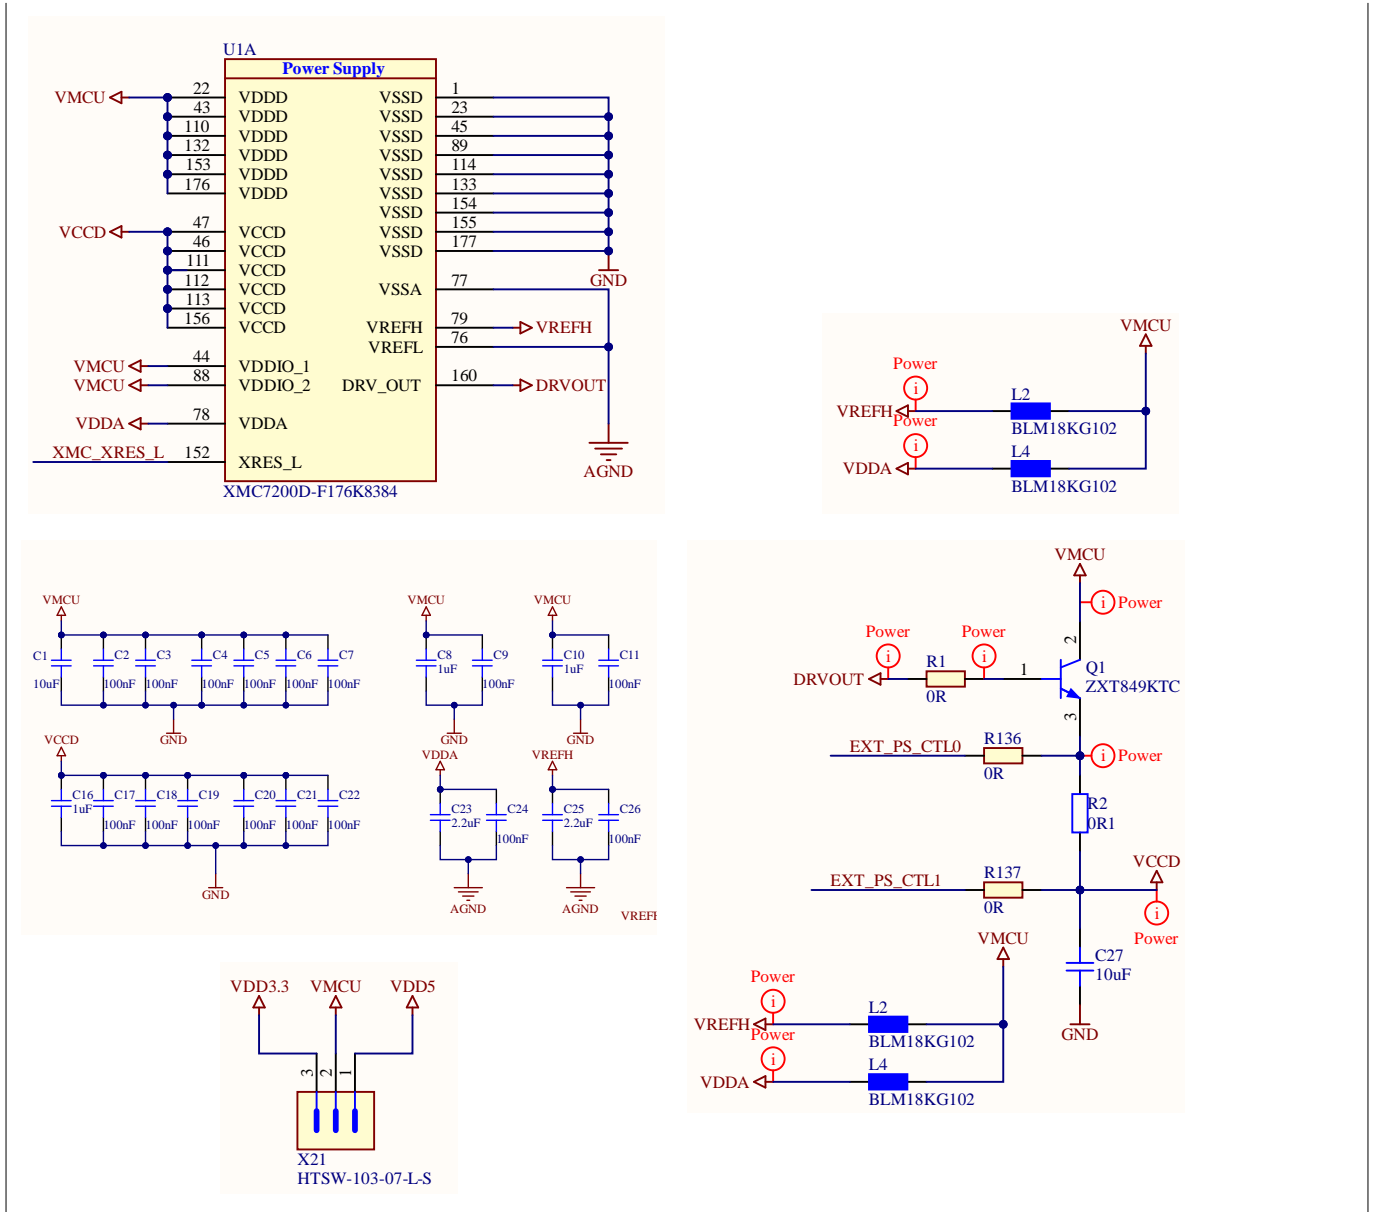 U1A
Power Supply
VMCU 22 VDDD VSSD 1
43 VDDD VSSD 23
110 VDDD VSSD 45
132 VDDD VSSD 89
153 VDDD VSSD 114
176 VDDD VSSD 133
VSSD 154
VCCD 47 VCCD VSSD 155
46 VCCD VSSD 177
111 VCCD
GND
112 VCCD VSSA 77
113 VCCD
156 VCCD VREFH 79 VREFH
VREFL 76
VMCU 44 VDDIO_1
VMCU 88 VDDIO_2 DRV_OUT 160 DRVOUT
VDDA 78 VDDA
XMC_XRES_L 152 XRES_L
AGND
XMC7200D-F176K8384
VMCU
Power
i
L2
VREFH
BLM18KG102
Power
i
L4
VDDA
BLM18KG102
VMCU
C1 C2 C3 C4 C5 C6 C7
10uF 100nF 100nF 100nF 100nF 100nF 100nF
GND
VMCU
C8 C9
1uF 100nF
GND
VMCU
C10 C11
1uF 100nF
GND
VCCD
C16 C17 C18 C19 C20 C21 C22
1uF 100nF 100nF 100nF 100nF 100nF 100nF
GND
VDDA
C23 C24
2.2uF 100nF
AGND
VREFH
C25 C26
2.2uF 100nF
AGND
VMCU
i Power
2
Power Power
i i
R1
DRVOUT 1 Q1
0R ZXT849KTC
3
EXT_PS_CTL0 R136
0R
i Power
R2
0R1
EXT_PS_CTL1 R137
0R
VCCD
i
Power
C27
10uF
GND
VMCU
Power
i
L2
VREFH
BLM18KG102
Power
i
L4
VDDA
BLM18KG102
VDD3.3 VMCU VDD5
3 2 1
X21
HTSW-103-07-L-S